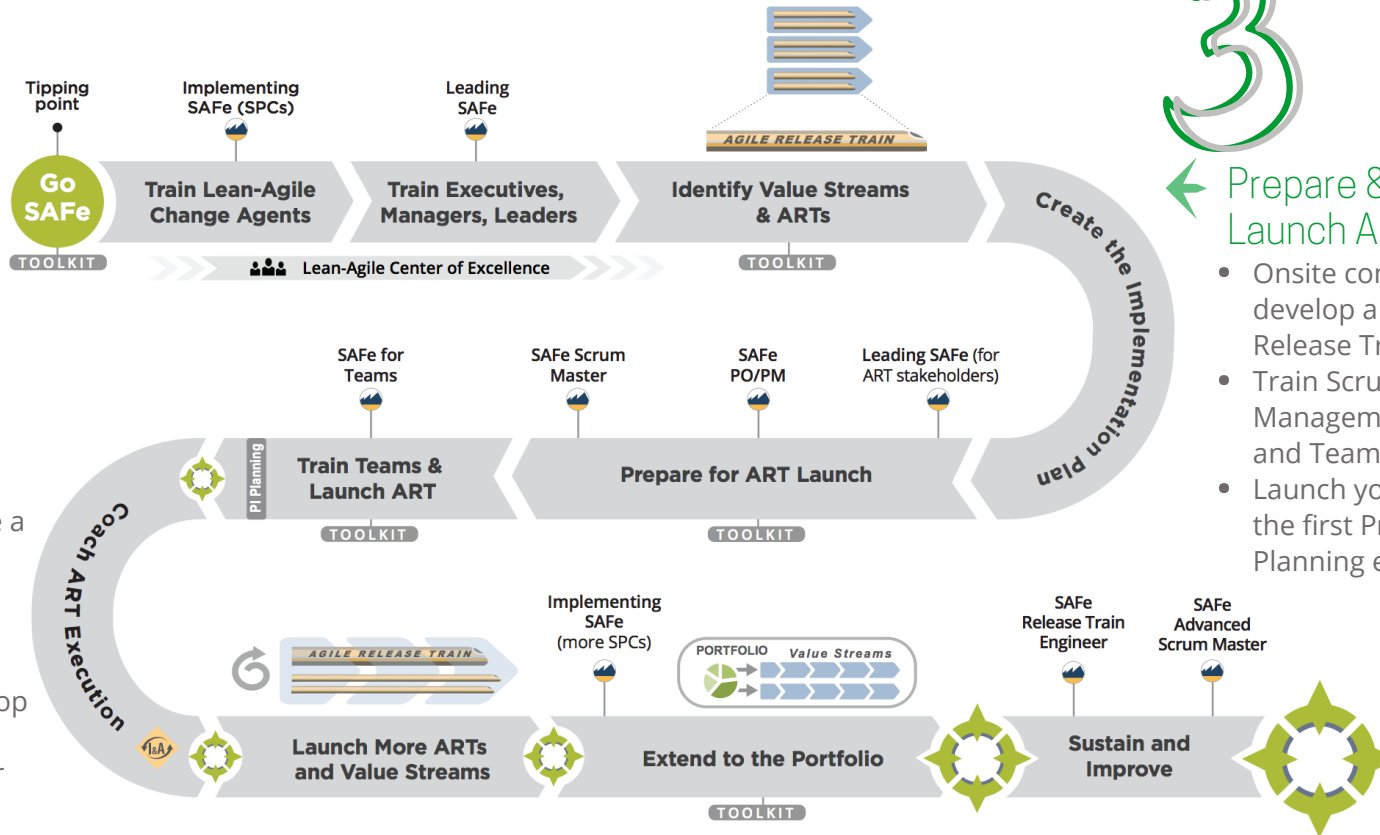 3
Tipping
point
Implementing
SAFe (SPCs)
Leading
SAFe
AGILE RELEASE TRAIN
Go
SAFe
TOOLKIT
Train Lean-Agile
Change Agents
Train Executives,
Managers, Leaders
Identify Value Streams
& ARTs
TOOLKIT
Lean-Agile Center of Excellence
Create the Implementation Plan
Prepare &
Launch A
Onsite con
develop a
Release Tr
Train Scru
Managem
and Team
Launch yo
the first Pr
Planning e
SAFe for
Teams
SAFe Scrum
Master
SAFe
PO/PM
Leading SAFe (for
ART stakeholders)
PI Planning
Train Teams &
Launch ART
TOOLKIT
Prepare for ART Launch
TOOLKIT
e a
op
r
Coach ART Execution
I&A
AGILE RELEASE TRAIN
Launch More ARTs
and Value Streams
Implementing
SAFe
(more SPCs)
PORTFOLIO Value Streams
Extend to the Portfolio
TOOLKIT
SAFe
Release Train
Engineer
SAFe
Advanced
Scrum Master
Sustain and
Improve